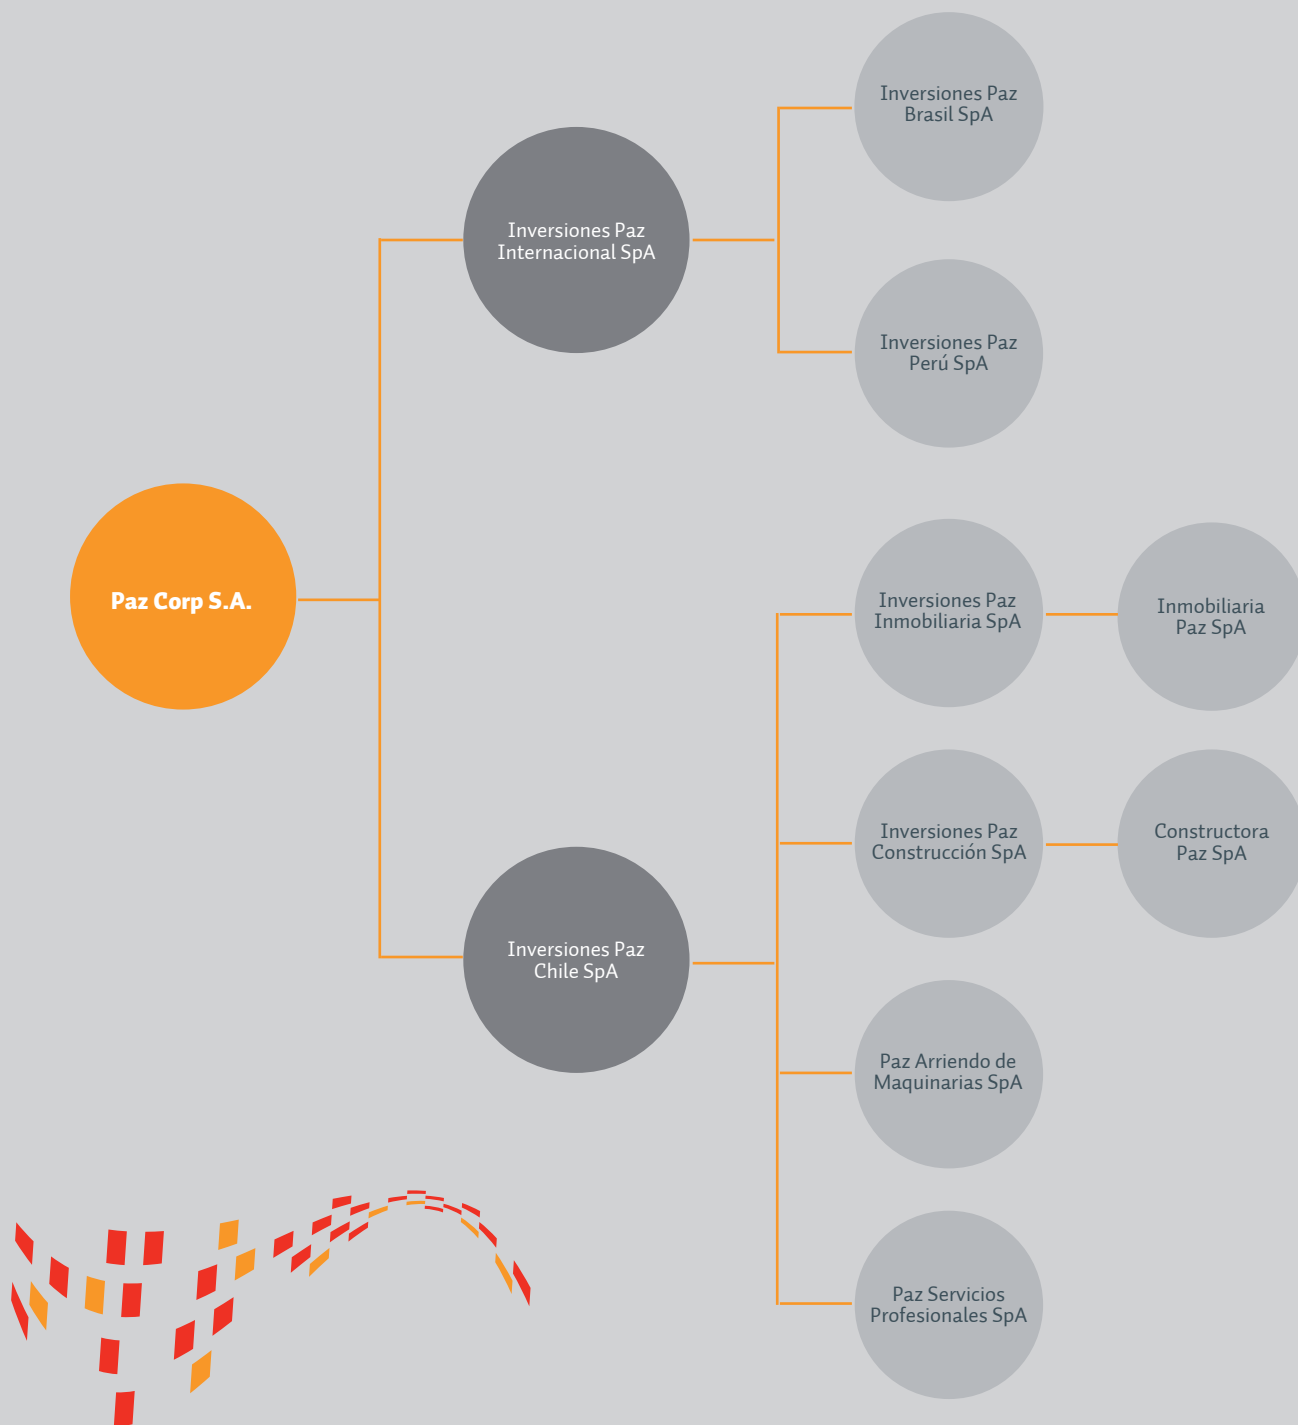 Inversiones Paz
Brasil SpA
Inversiones Paz
Internacional SpA
Inversiones Paz
Perú SpA
Paz Corp S.A.
Inversiones Paz
Inmobiliaria SpA
Inmobiliaria
Paz SpA
Inversiones Paz
Construcción SpA
Constructora
Paz SpA
Inversiones Paz
Chile SpA
Paz Arriendo de
Maquinarias SpA
Paz Servicios
Profesionales SpA